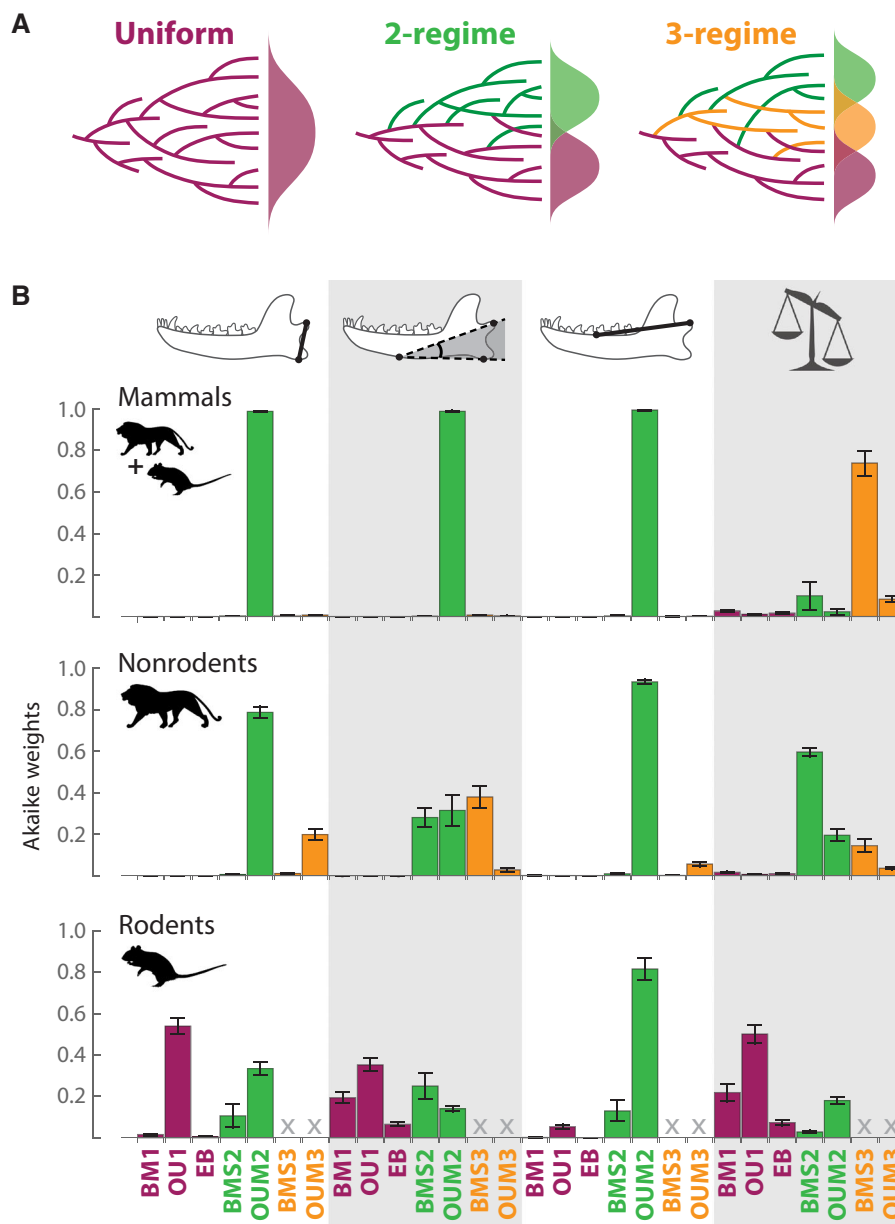 A
Uniform
2-regime
3-regime
B
Akaike weights
Mammals
+
1.0
0.8
0.6
0.4
0.2
Nonrodents
1.0
0.8
0.6
0.4
0.2
Rodents
1.0
0.8
0.6
0.4
0.2
X X X X X X X X
BM1 OU1 EB BMS2 OUM2 BMS3 OUM3 BM1 OU1 EB BMS2 OUM2 BMS3 OUM3 BM1 OU1 EB BMS2 OUM2 BMS3 OUM3 BM1 OU1 EB BMS2 OUM2 BMS3 OUM3